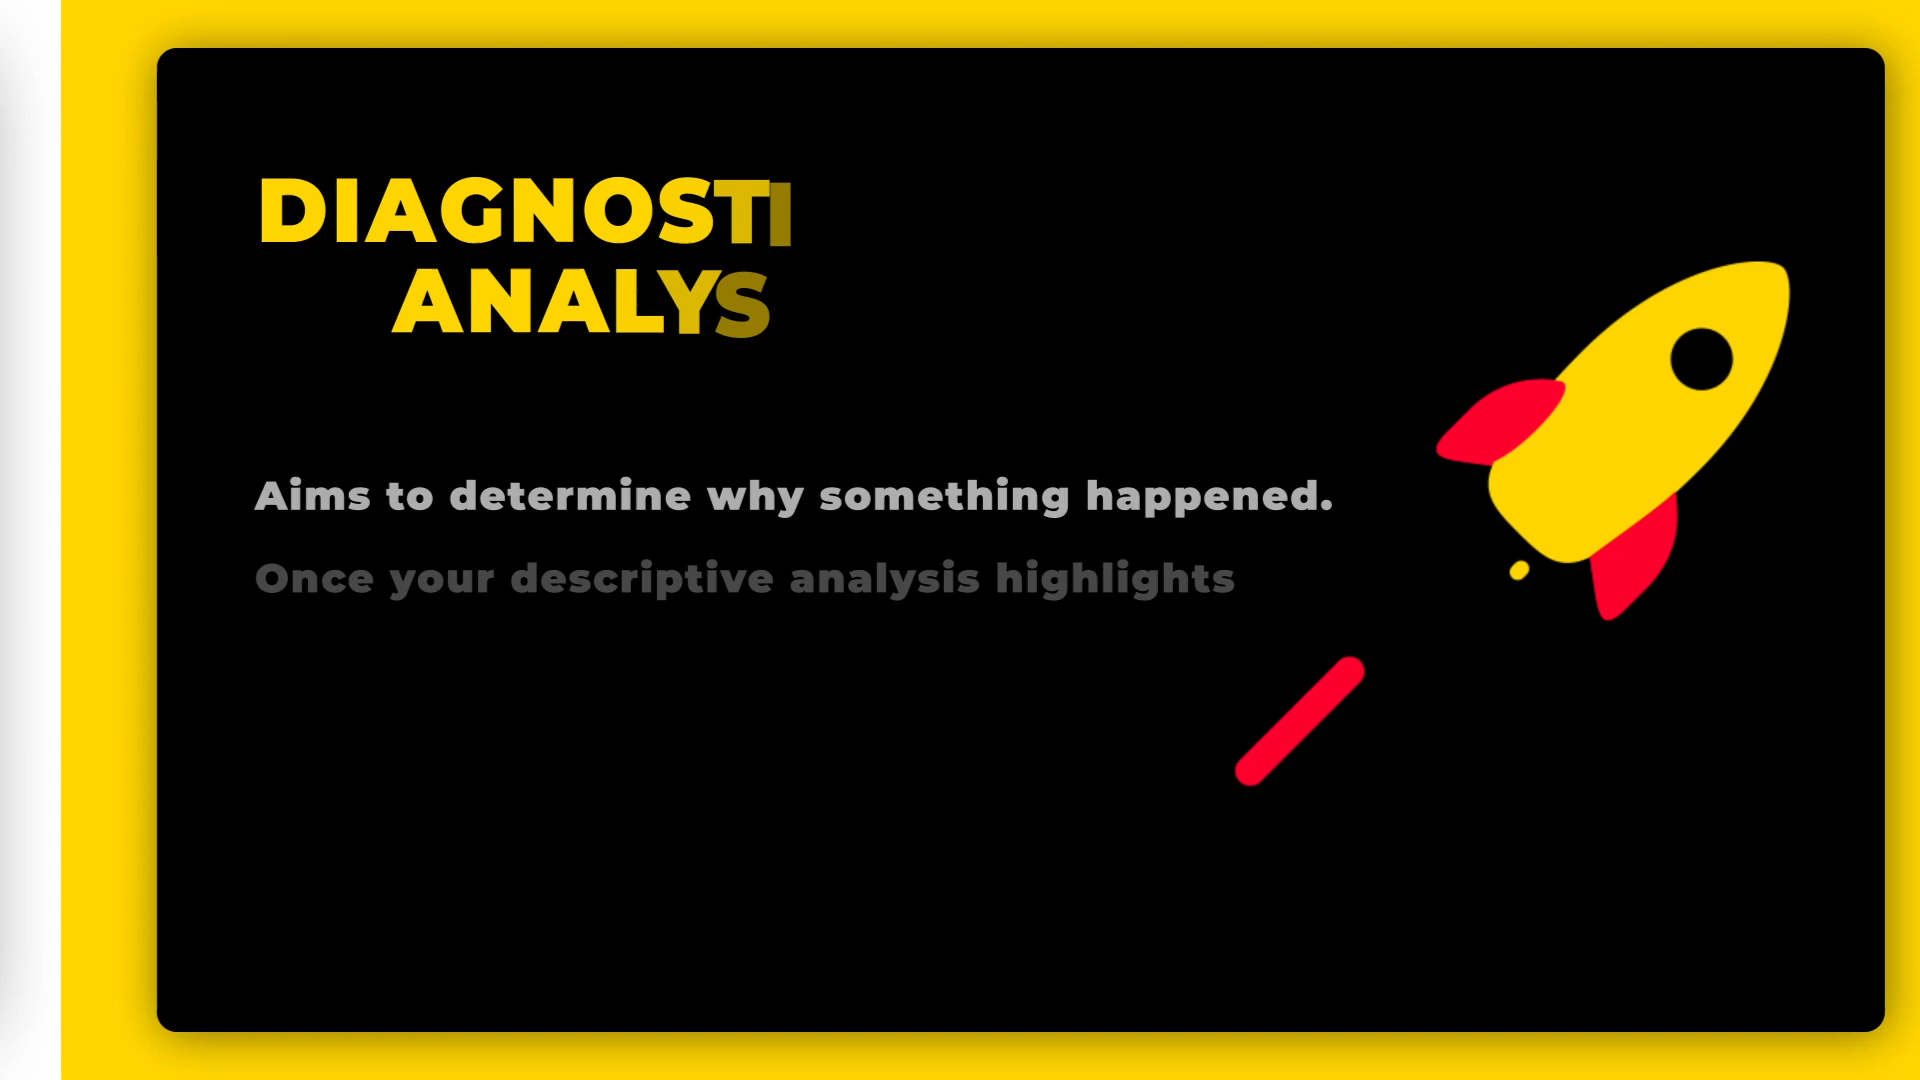 DIAGNOSTI
ANALYS
Aims to determine why something happened.
Once your descriptive analysis highlights